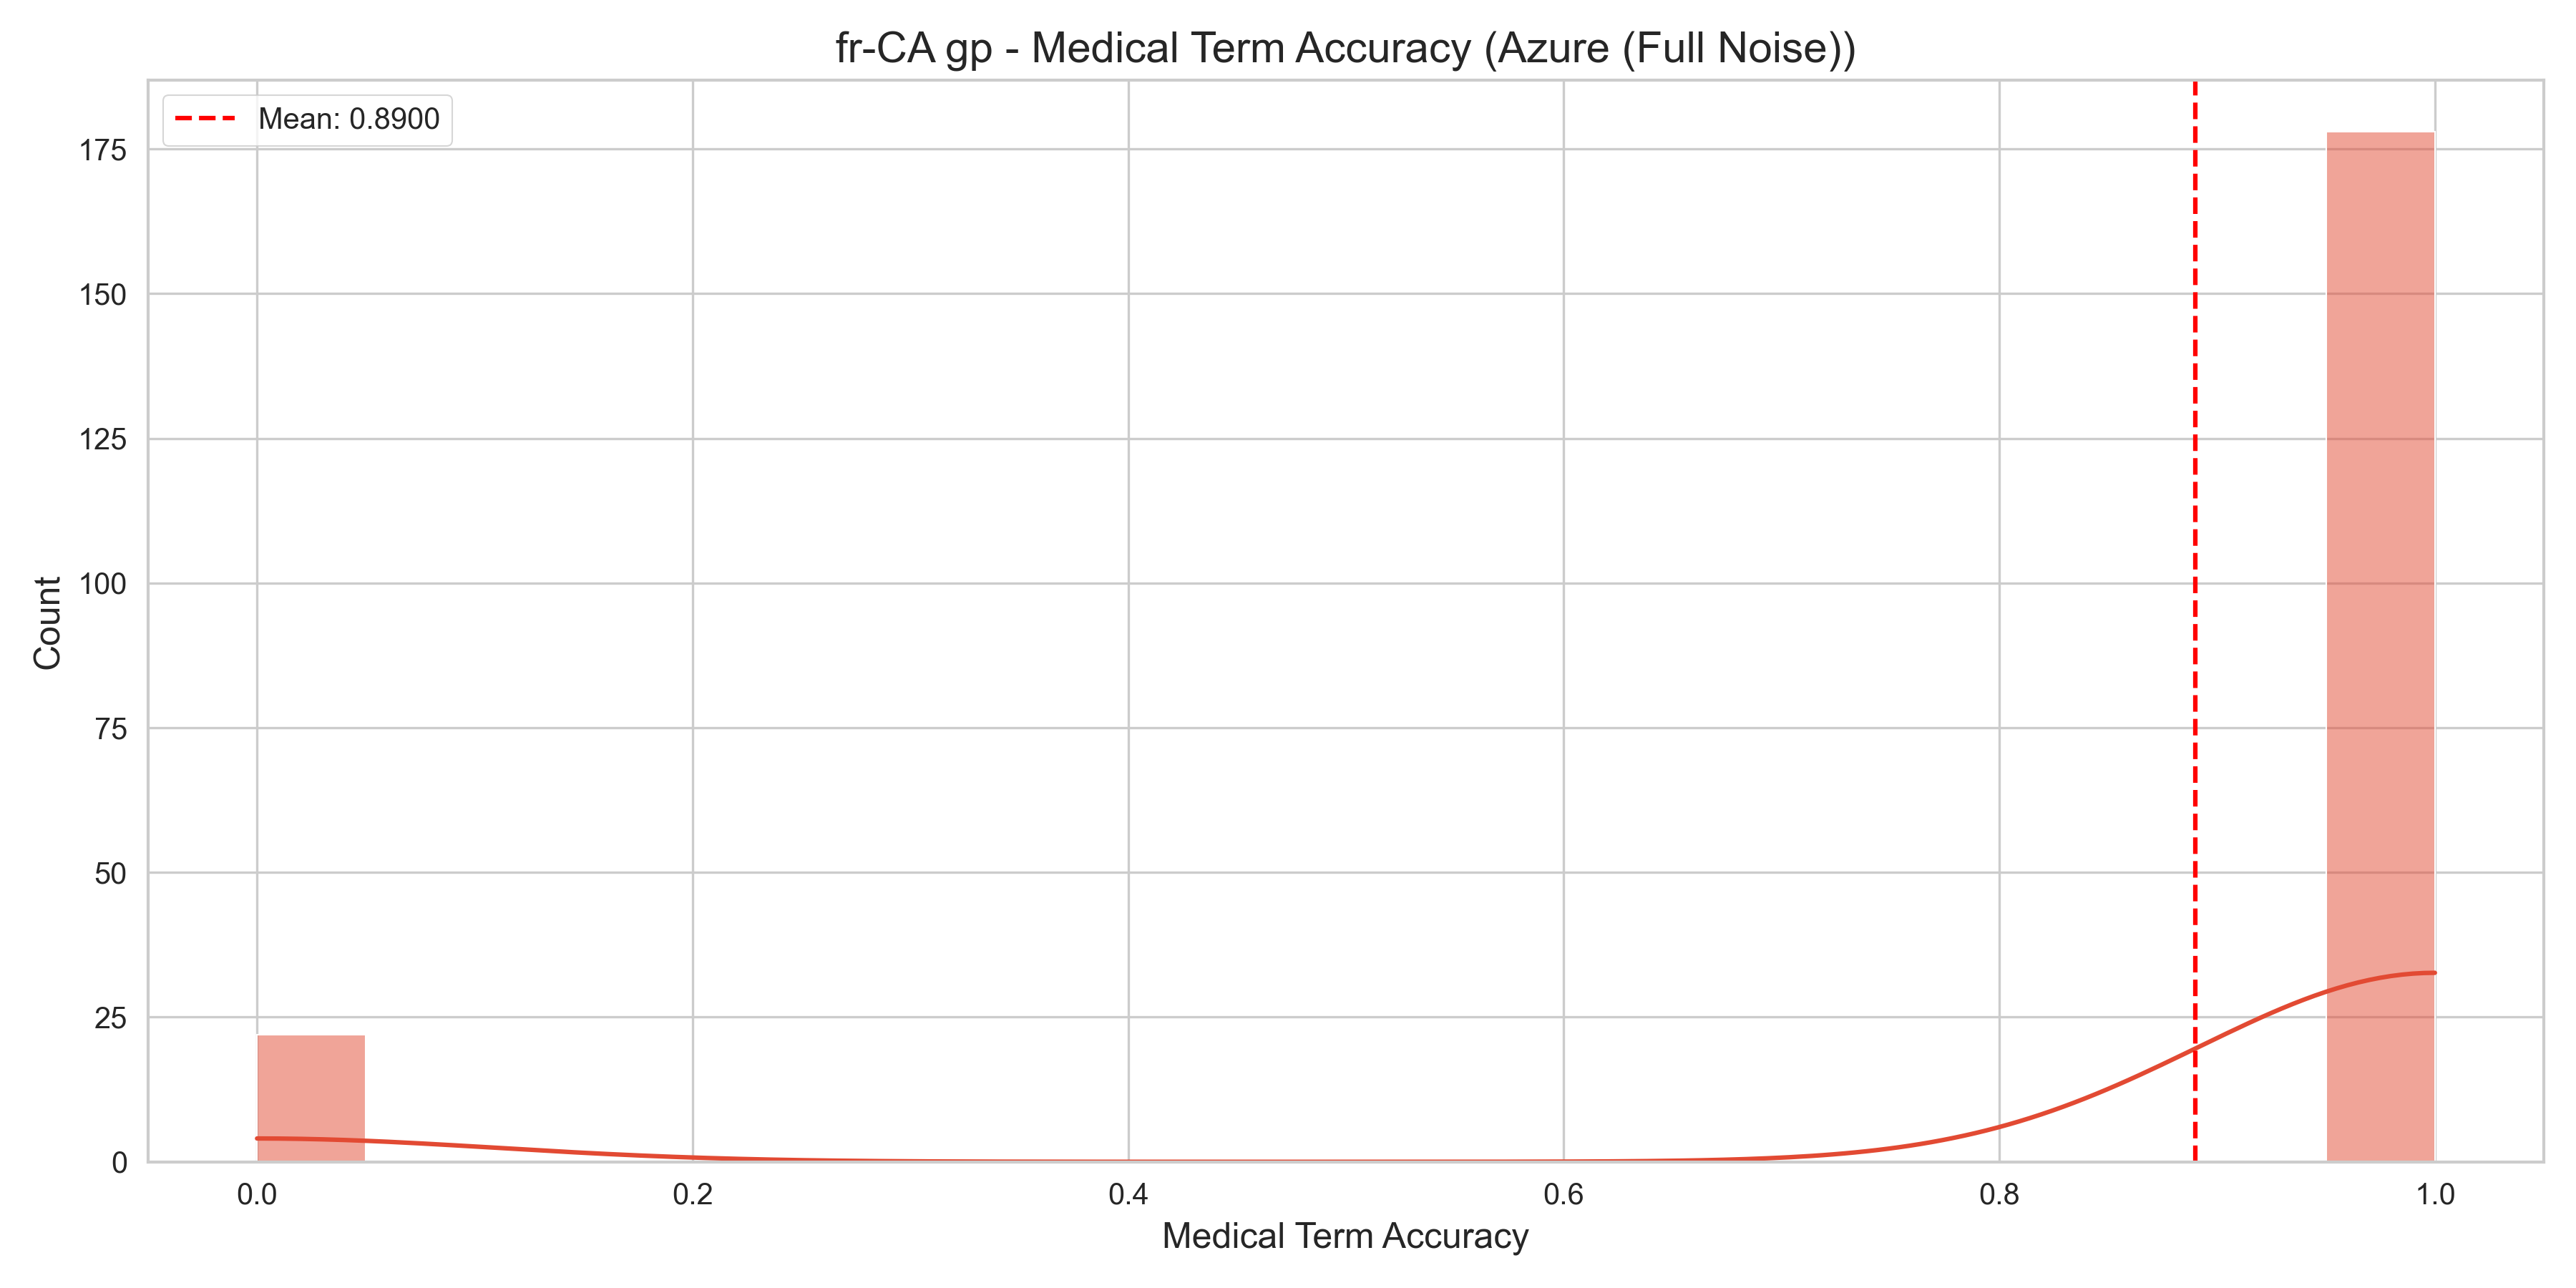 fr-CA gp - Medical Term Accuracy (Azure (Full Noise))
Mean: 0.8900
175
150
125
100
75
50
25
0
Count
0.0 0.2 0.4 0.6 0.8 1.0
Medical Term Accuracy